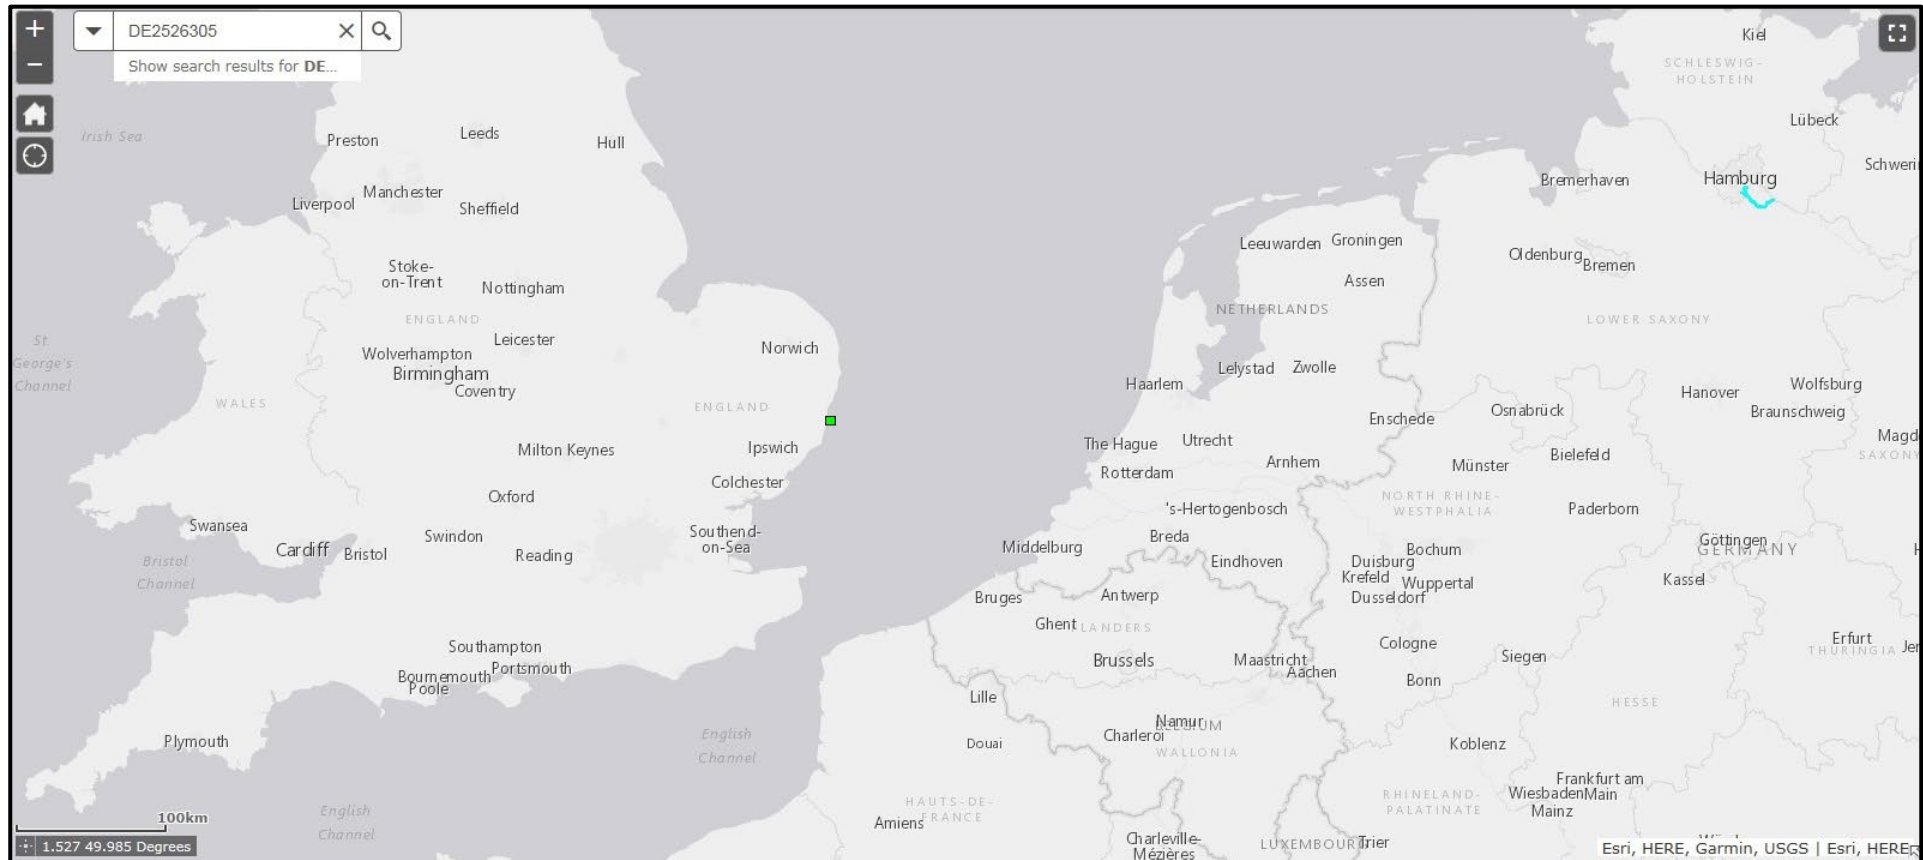 +
DE2526305
Show search results for DE...
−
Kiel
SCHLESWIG-
HOLSTEIN
Irish Sea
Preston
Leeds
Hull
Lübeck
Schweri
Manchester
Liverpool
Sheffield
Bremerhaven
Hamburg
Leeuwarden
Groningen
Oldenburg
Bremen
Stoke-
on-Trent
Nottingham
Assen
ENGLAND
NETHERLANDS
LOWER SAXONY
St.
George's
Channel
Leicester
Norwich
Wolverhampton
Birmingham
Coventry
Lelystad
Zwolle
Haarlem
Hanover
Wolfsburg
Braunschweig
WALES
ENGLAND
Enschede
Osnabrück
Magd
SAXONY
Milton Keynes
Ipswich
The Hague
Utrecht
Rotterdam
Arnhem
Münster
Bielefeld
Colchester
Oxford
NORTH RHINE-
WESTPHALIA
Paderborn
's-Hertogenbosch
Swansea
Cardiff
Bristol
Swindon
Reading
Southend-
on-Sea
Middelburg
Breda
Eindhoven
Bochum
Duisburg
Krefeld
Wuppertal
Dusseldorf
Göttingen
GERMANY
Kassel
H
Bristol
Channel
Bruges
Antwerp
Ghent
FLANDERS
Southampton
Bournemouth
Portsmouth
Poole
Brussels
Maastricht
Aachen
Cologne
Bonn
Siegen
Erfurt
THURINGIA
Jer
Lille
Namur
BELGIUM
Charleroi
WALLONIA
Douai
HESSE
Plymouth
English
Channel
Koblenz
Frankfurt am
Main
Wiesbaden
Mainz
RHINELAND-
PALATINATE
English
Channel
HAUTS-DE-
FRANCE
Amiens
Charleville-
Mézières
LUXEMBOURG
Trier
100km
1.527 49.985 Degrees
Esri, HERE, Garmin, USGS | Esri, HERE